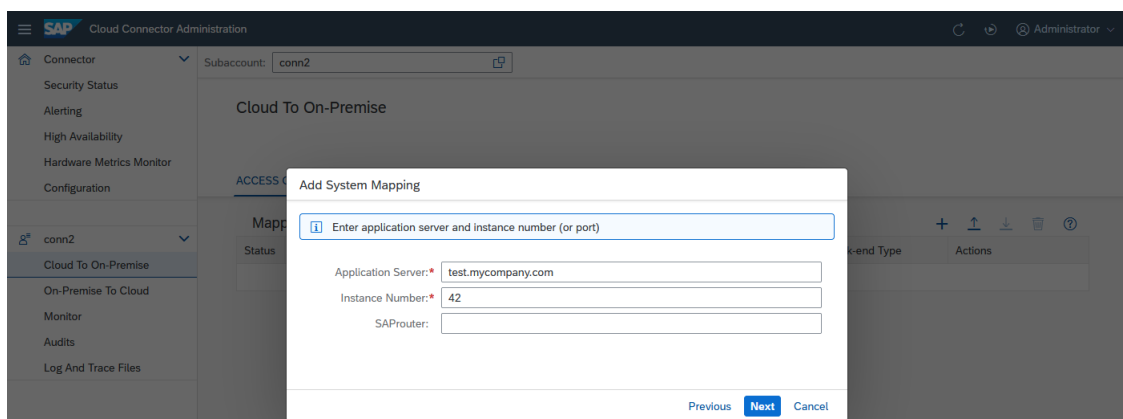 SAP Cloud Connector Administration
Administrator
Connector
Subaccount: conn2
Security Status
Alerting
High Availability
Hardware Metrics Monitor
Configuration
conn2
Cloud To On-Premise
On-Premise To Cloud
Monitor
Audits
Log And Trace Files
Cloud To On-Premise
ACCESS C
Mapp
Status
k-end Type
Actions
Add System Mapping
Enter application server and instance number (or port)
Application Server:* test.mycompany.com
Instance Number:* 42
SAProuter:
Previous Next Cancel